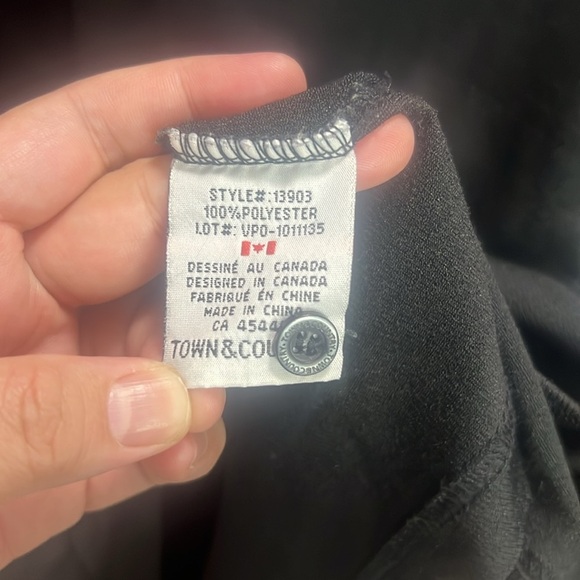 STYLE#:13903
100%POLYESTER
LOT#: VPO-1011135
DESSINÉ AU CANADA
DESIGNED IN CANADA
FABRIQUÉ EN CHINE
MADE IN CHINA
CA 4544
TOWN&COU